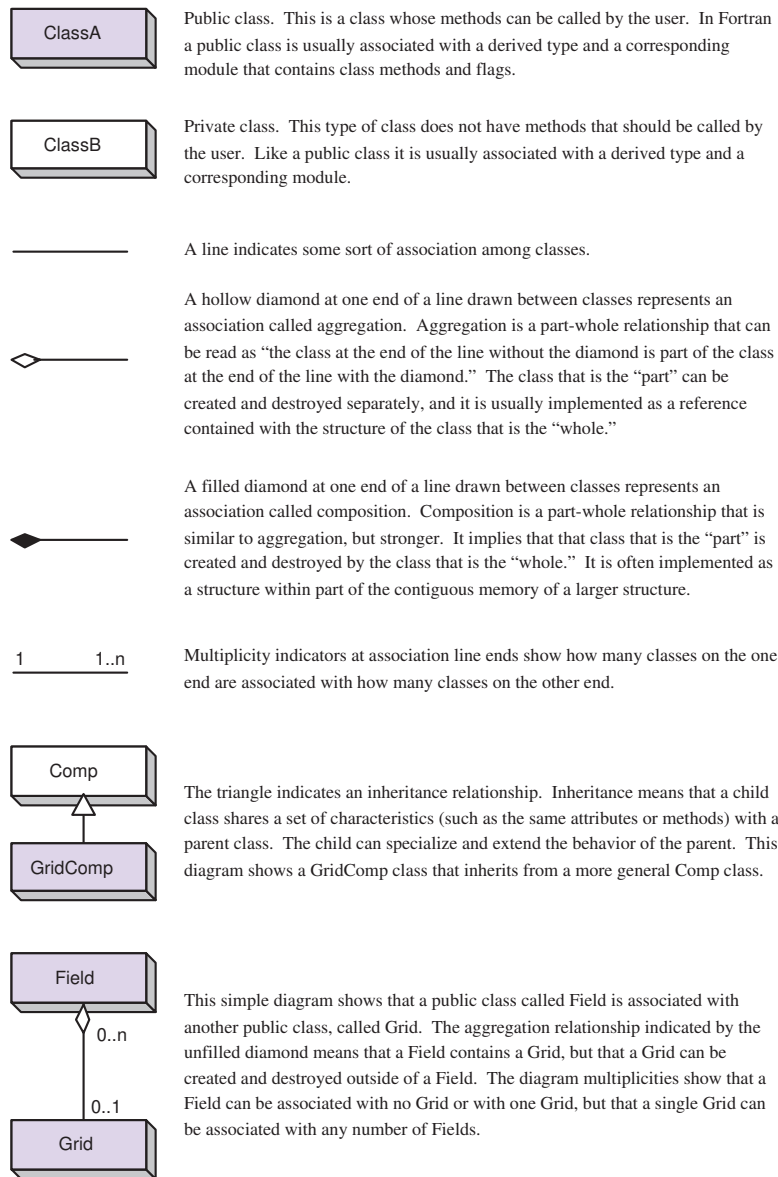 ClassA
Public class. This is a class whose methods can be called by the user. In Fortran
a public class is usually associated with a derived type and a corresponding
module that contains class methods and flags.
ClassB
Private class. This type of class does not have methods that should be called by
the user. Like a public class it is usually associated with a derived type and a
corresponding module.
A line indicates some sort of association among classes.
A hollow diamond at one end of a line drawn between classes represents an
association called aggregation. Aggregation is a part-whole relationship that can
be read as “the class at the end of the line without the diamond is part of the class
at the end of the line with the diamond.” The class that is the “part” can be
created and destroyed separately, and it is usually implemented as a reference
contained with the structure of the class that is the “whole.”
A filled diamond at one end of a line drawn between classes represents an
association called composition. Composition is a part-whole relationship that is
similar to aggregation, but stronger. It implies that that class that is the “part” is
created and destroyed by the class that is the “whole.” It is often implemented as
a structure within part of the contiguous memory of a larger structure.
1 1..n
Multiplicity indicators at association line ends show how many classes on the one
end are associated with how many classes on the other end.
Comp
GridComp
The triangle indicates an inheritance relationship. Inheritance means that a child
class shares a set of characteristics (such as the same attributes or methods) with a
parent class. The child can specialize and extend the behavior of the parent. This
diagram shows a GridComp class that inherits from a more general Comp class.
Field
0..n
0..1
Grid
This simple diagram shows that a public class called Field is associated with
another public class, called Grid. The aggregation relationship indicated by the
unfilled diamond means that a Field contains a Grid, but that a Grid can be
created and destroyed outside of a Field. The diagram multiplicities show that a
Field can be associated with no Grid or with one Grid, but that a single Grid can
be associated with any number of Fields.